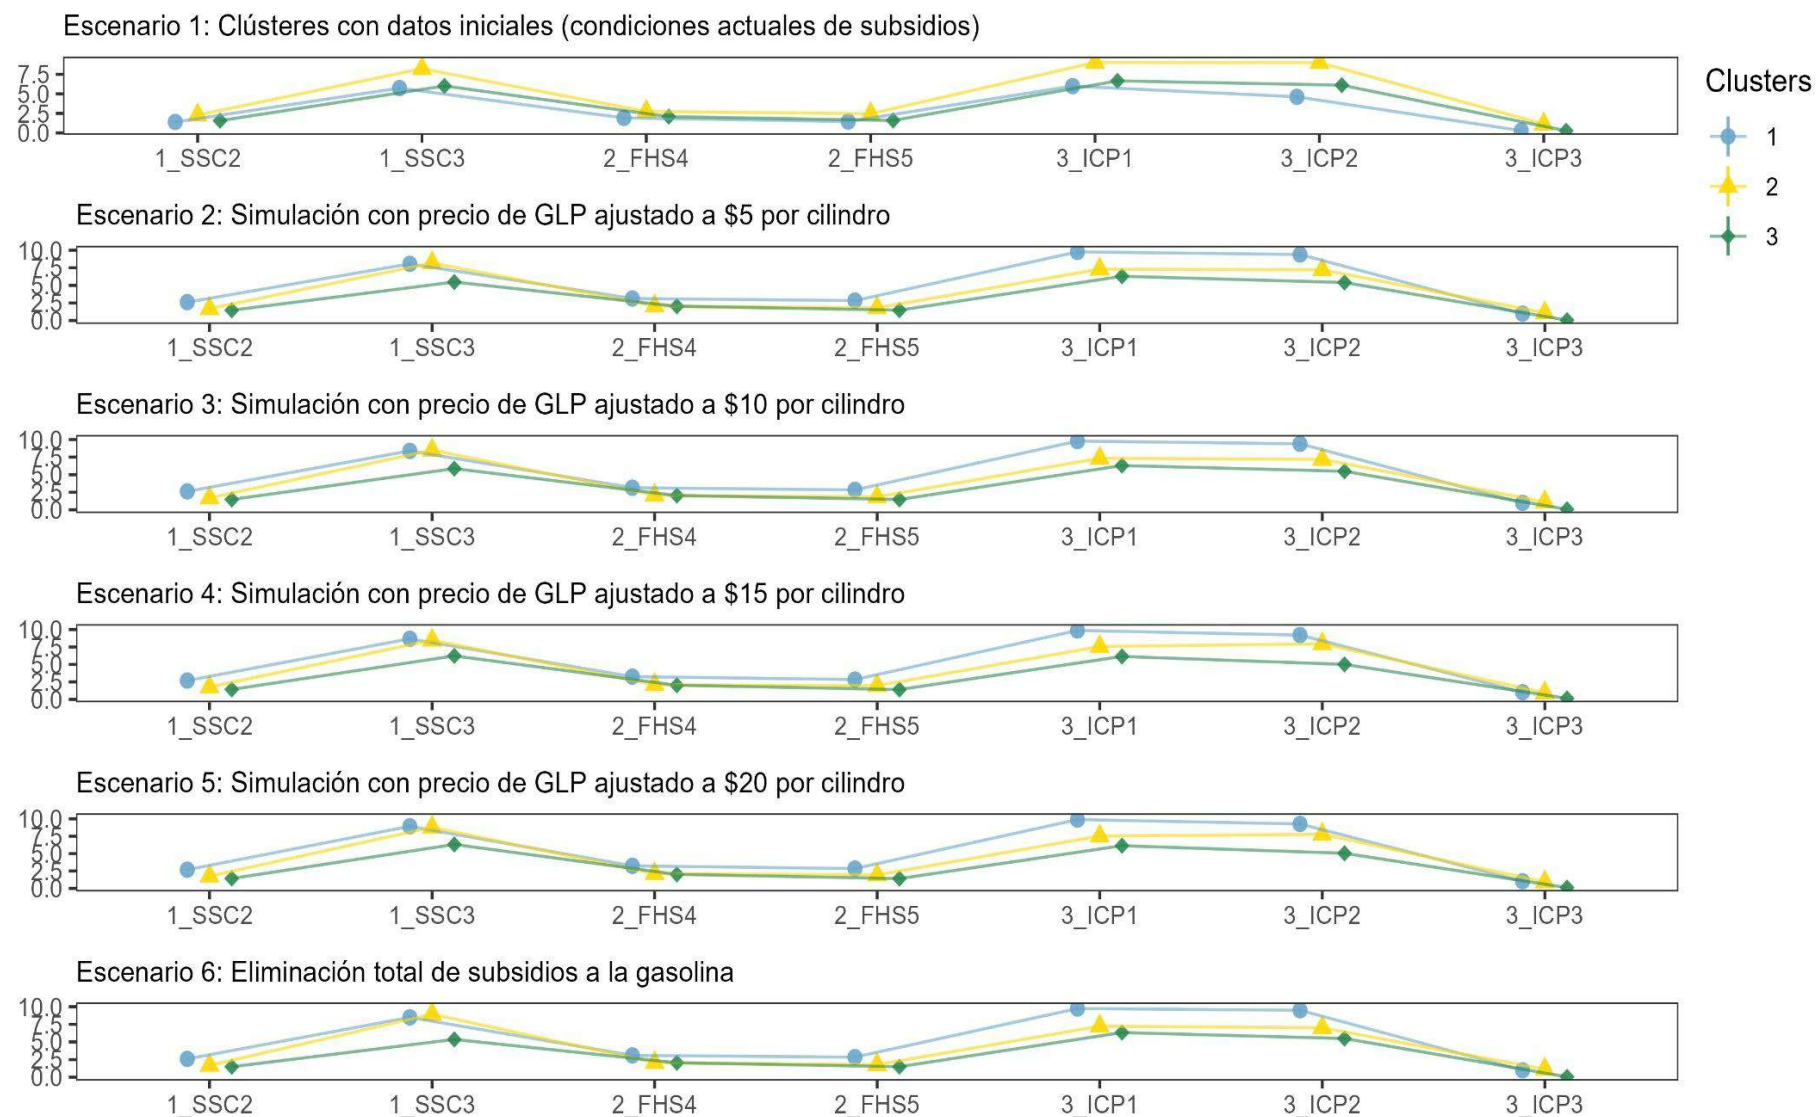 Escenario 1: Clústeres con datos iniciales (condiciones actuales de subsidios)
7.5
5.0
2.5
0.0
1_SSC2 1_SSC3 2_FHS4 2_FHS5 3_ICP1 3_ICP2 3_ICP3
Clusters
1
2
3
Escenario 2: Simulación con precio de GLP ajustado a $5 por cilindro
10.0
7.5
5.0
2.5
0.0
1_SSC2 1_SSC3 2_FHS4 2_FHS5 3_ICP1 3_ICP2 3_ICP3
Escenario 3: Simulación con precio de GLP ajustado a $10 por cilindro
10.0
7.5
5.0
2.5
0.0
1_SSC2 1_SSC3 2_FHS4 2_FHS5 3_ICP1 3_ICP2 3_ICP3
Escenario 4: Simulación con precio de GLP ajustado a $15 por cilindro
10.0
7.5
5.0
2.5
0.0
1_SSC2 1_SSC3 2_FHS4 2_FHS5 3_ICP1 3_ICP2 3_ICP3
Escenario 5: Simulación con precio de GLP ajustado a $20 por cilindro
10.0
7.5
5.0
2.5
0.0
1_SSC2 1_SSC3 2_FHS4 2_FHS5 3_ICP1 3_ICP2 3_ICP3
Escenario 6: Eliminación total de subsidios a la gasolina
10.0
7.5
5.0
2.5
0.0
1_SSC2 1_SSC3 2_FHS4 2_FHS5 3_ICP1 3_ICP2 3_ICP3